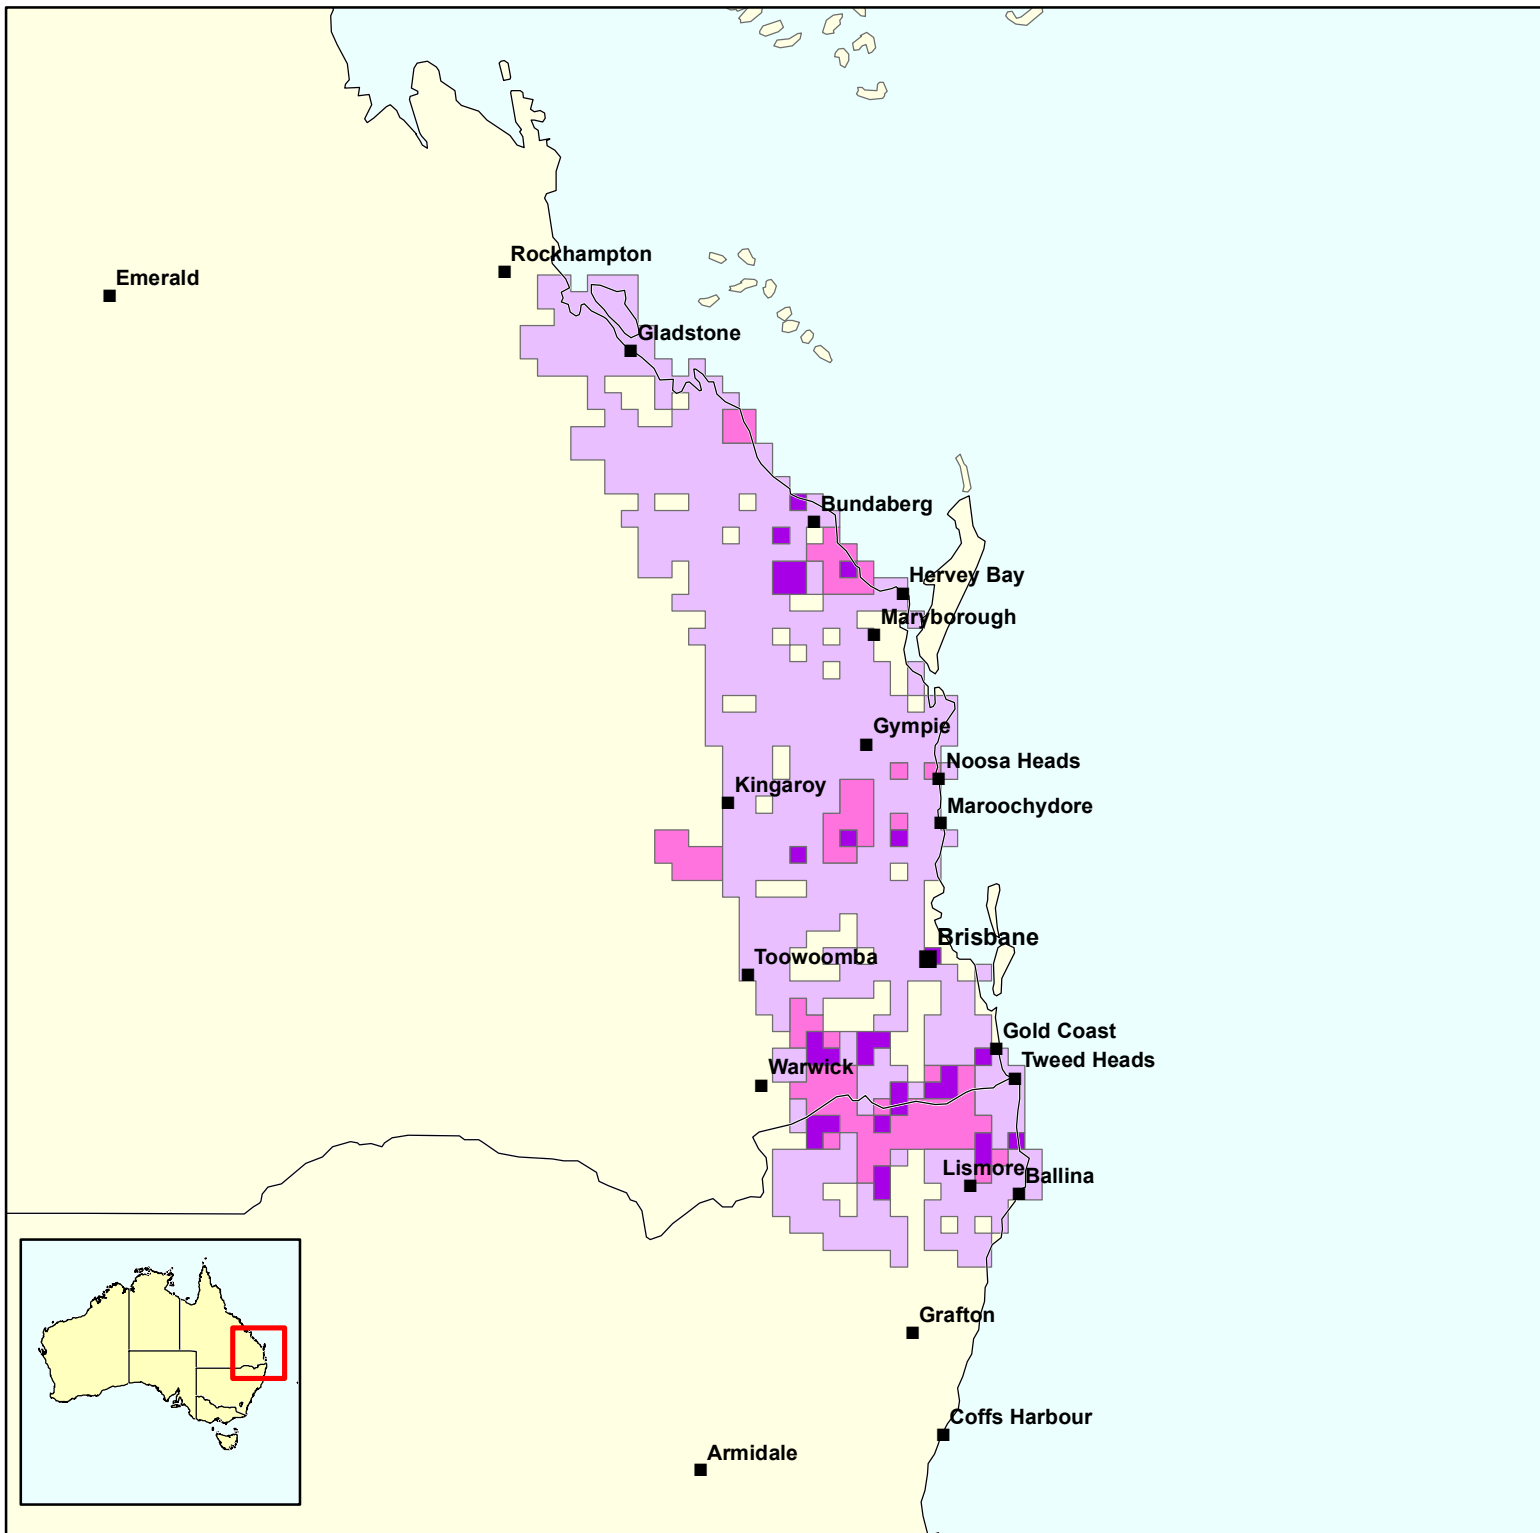 Rockhampton
Emerald
Gladstone
Bundaberg
Hervey Bay
Maryborough
Gympie
Noosa Heads
Kingaroy
Maroochydore
Brisbane
Toowoomba
Gold Coast
Tweed Heads
Warwick
Lismore
Ballina
Grafton
Coffs Harbour
Armidale